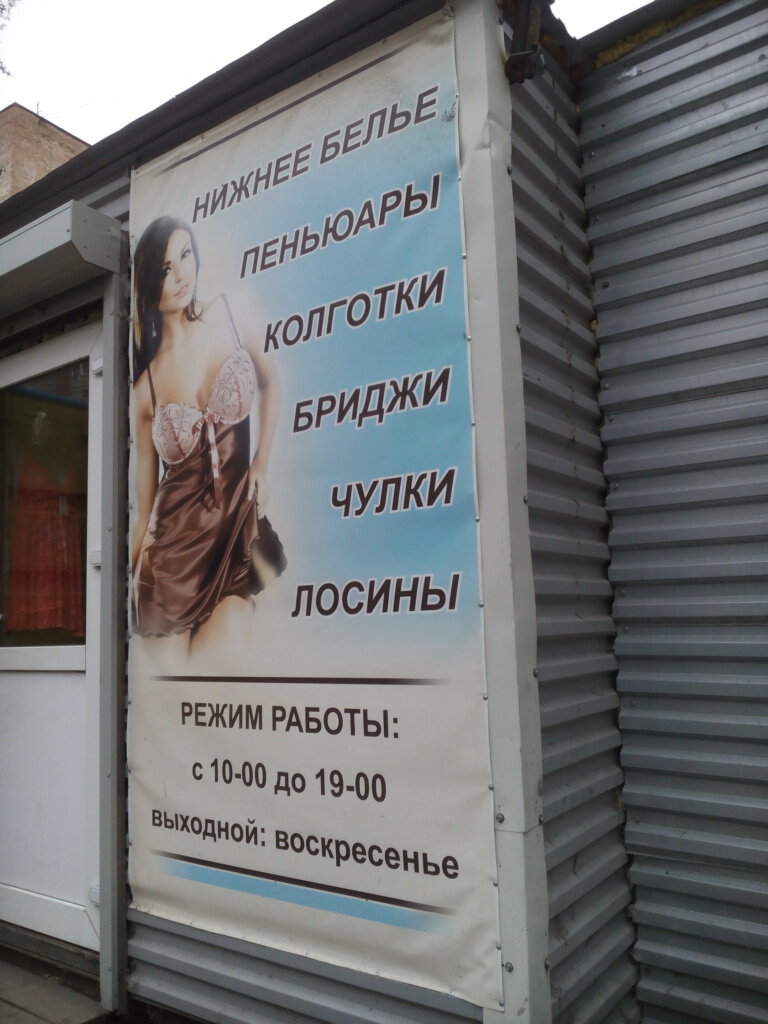 НИЖНЕЕ БЕЛЬЕ
ПЕНЬЮАРЫ
КОЛГОТКИ
БРИДЖИ
ЧУЛКИ
ЛОСИНЫ
РЕЖИМ РАБОТЫ:
с 10-00 до 19-00
выходной: воскресенье